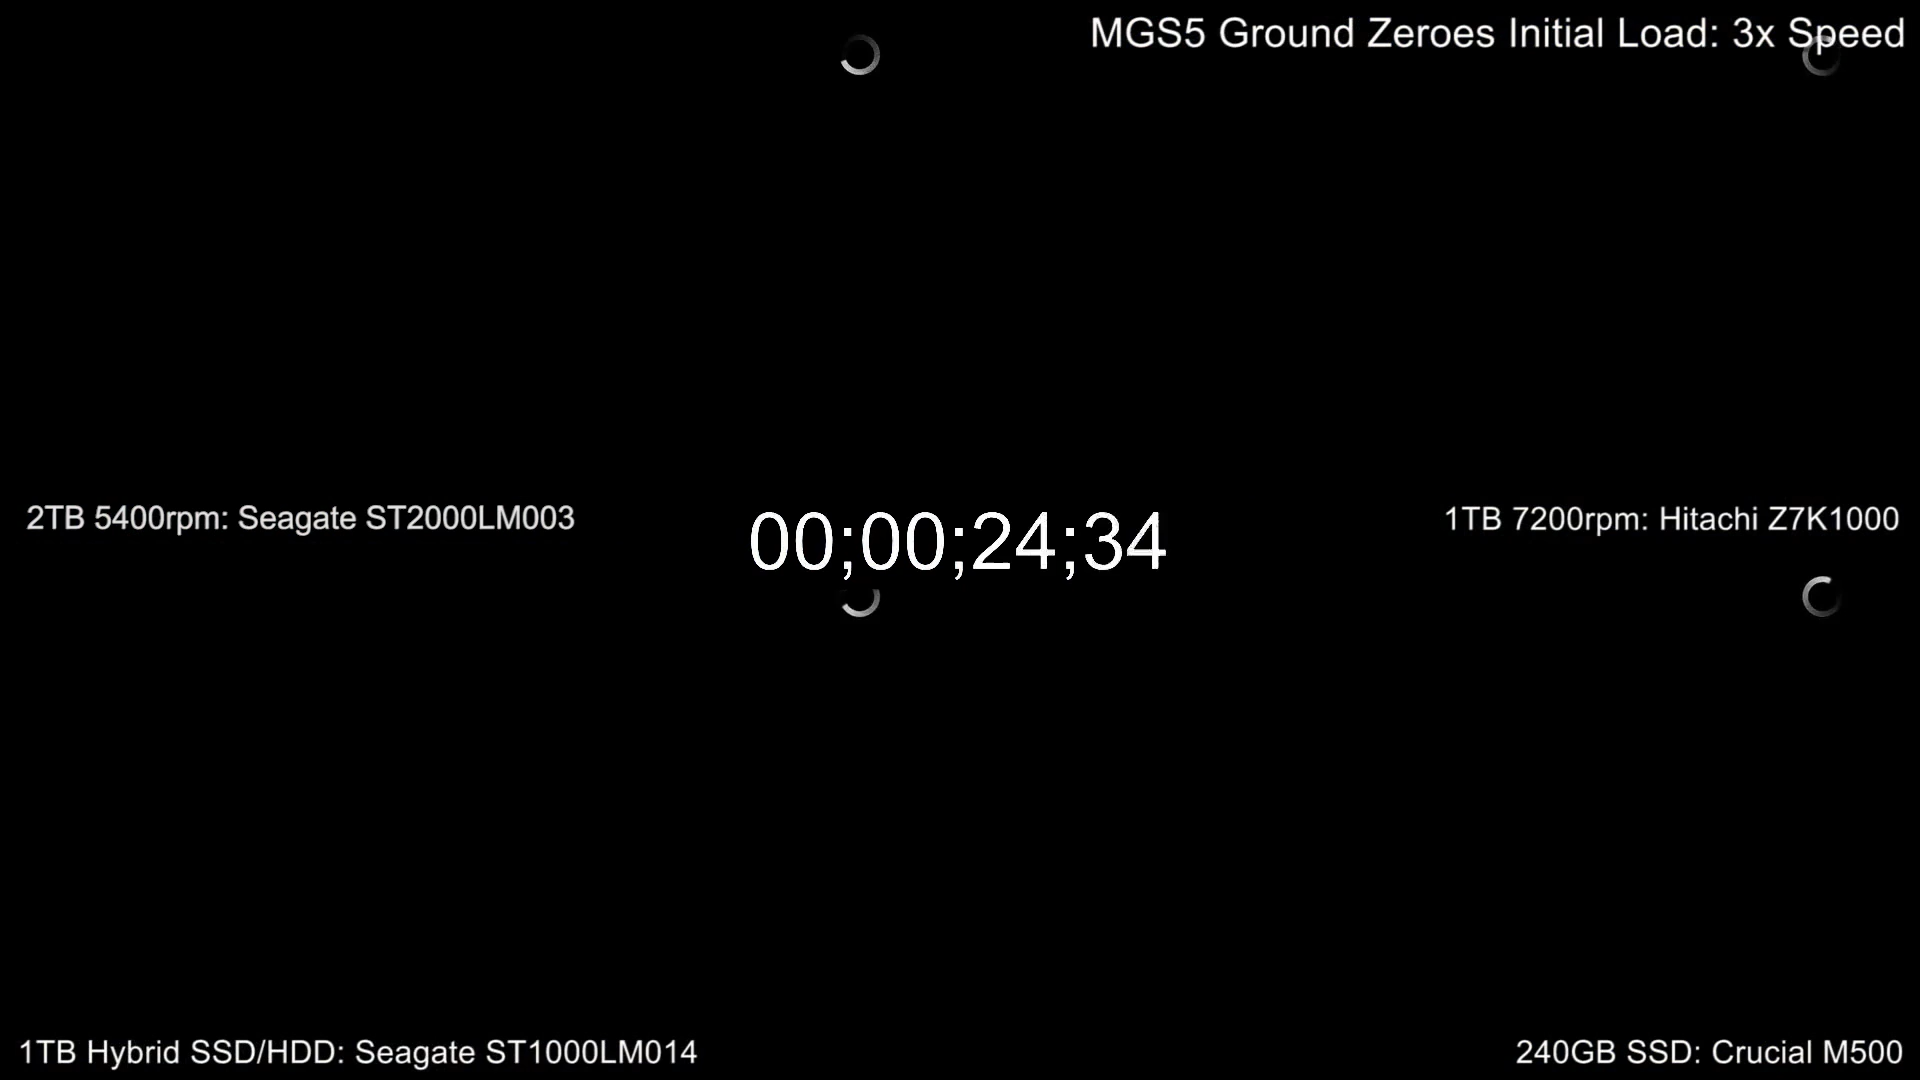 MGS5 Ground Zeroes Initial Load: 3x Speed
2TB 5400rpm: Seagate ST2000LM003
00;00;24;34
1TB 7200rpm: Hitachi Z7K1000
1TB Hybrid SSD/HDD: Seagate ST1000LM014
240GB SSD: Crucial M500